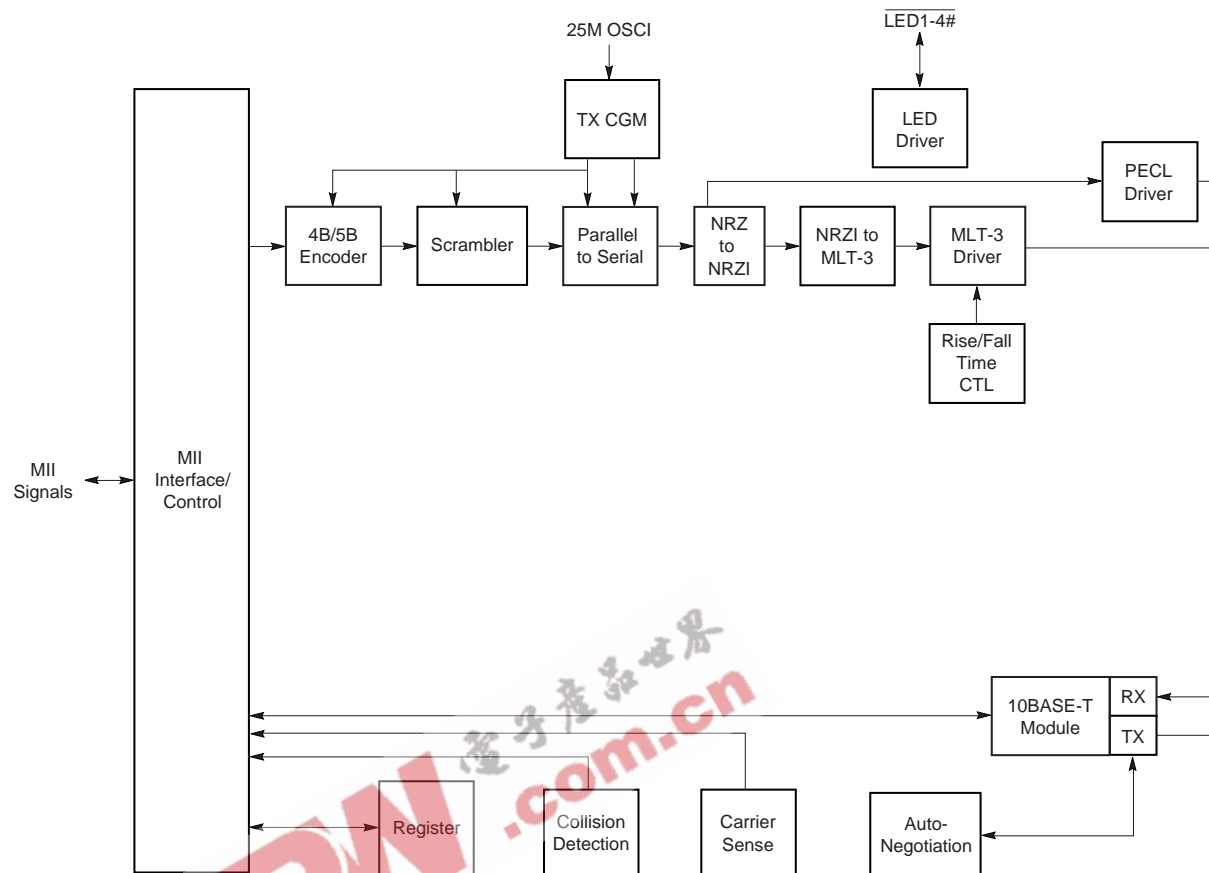 25M OSCI
LED1-4#
TX CGM
LED
Driver
PECL
Driver
4B/5B
Encoder
Scrambler
Parallel
to Serial
NRZ
to
NRZI
NRZI to
MLT-3
MLT-3
Driver
Rise/Fall
Time
CTL
MII
Signals
MII
Interface/
Control
10BASE-T
Module
RX
TX
Register
Collision
Detection
Carrier
Sense
Auto-
Negotiation
電子產品世界
.com.cn